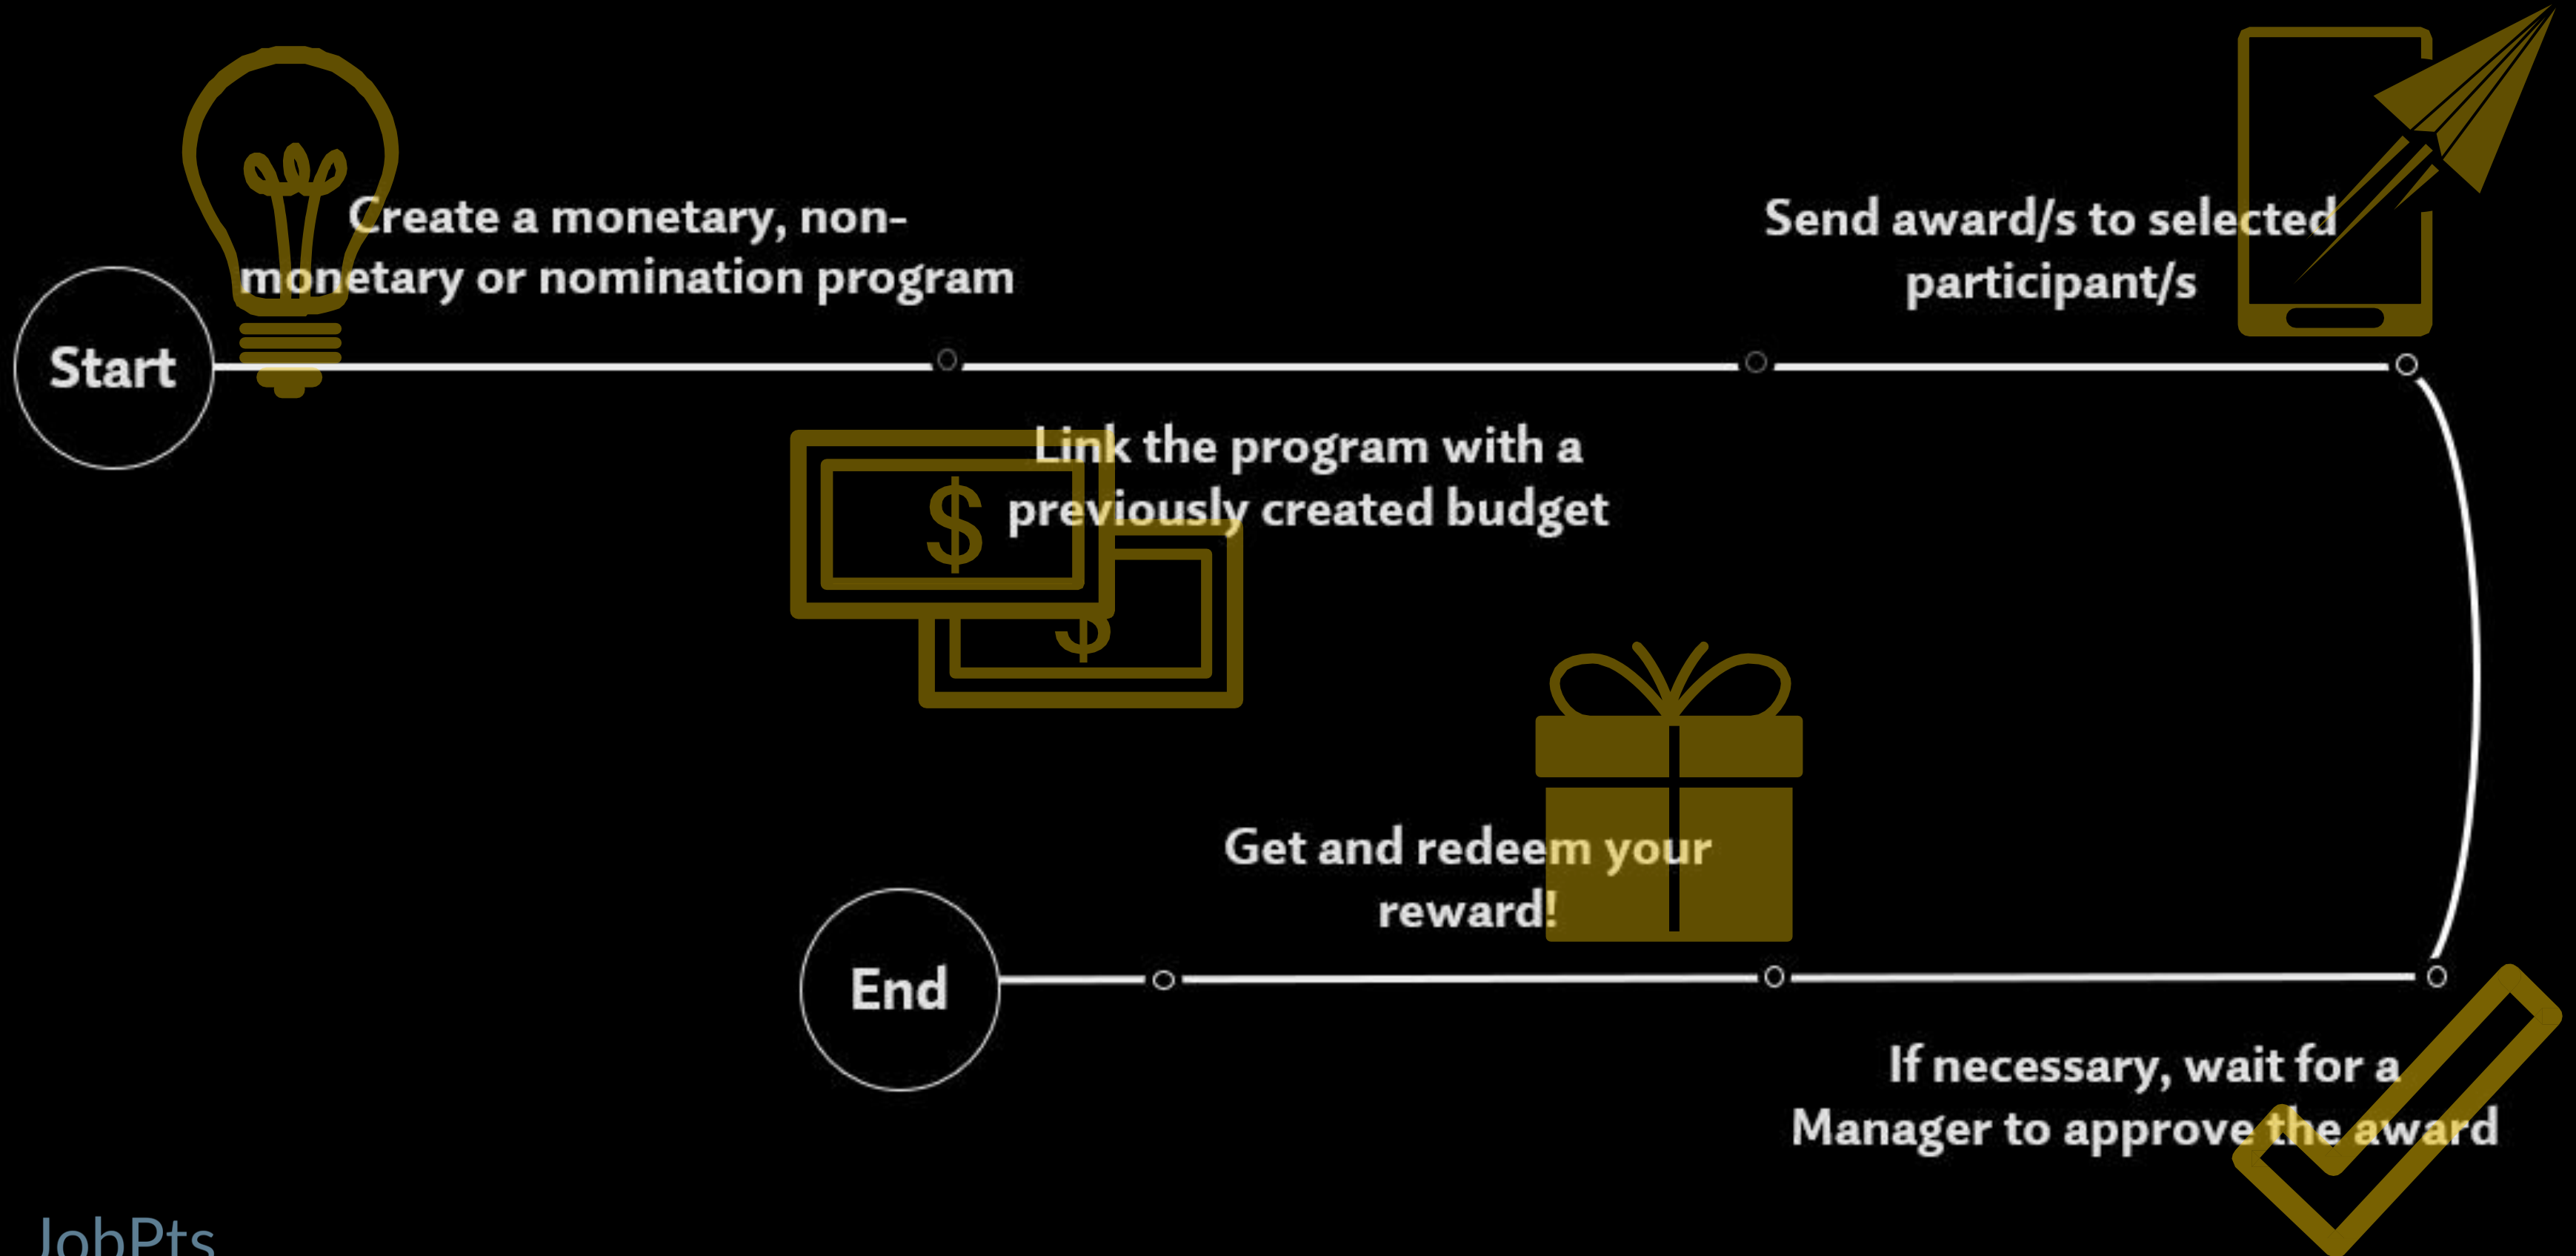 Create a monetary, non-
monetary or nomination program
Send award/s to selected
participant/s
Start
Link the program with a
previously created budget
$
$
Get and redeem your
reward!
End
If necessary, wait for a
Manager to approve the award
JobPts